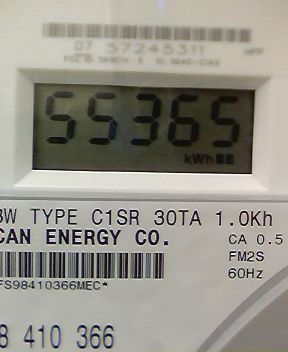 07 57245311
55365
kWh
3W TYPE C1SR 30TA 1.0Kh
CAN ENERGY CO.
CA 0.5
FM2S
60Hz
FS98410366MEC*
8 410 366